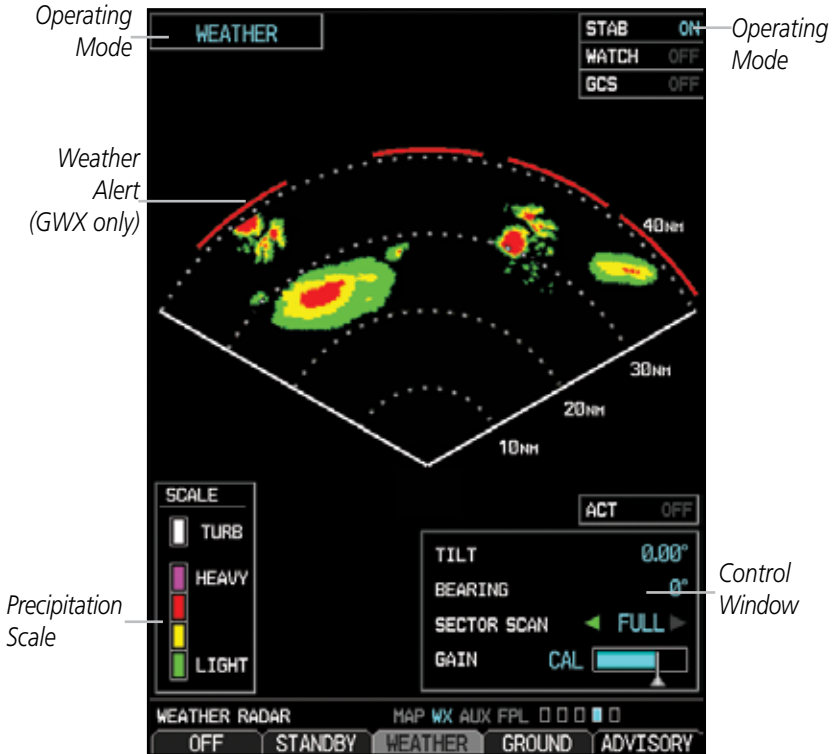 Operating
Mode
WEATHER
STAB ON
WATCH OFF
GCS OFF
Operating
Mode
Weather
Alert
(GWX only)
40NM
30NM
20NM
10NM
SCALE
TURB
HEAVY
LIGHT
Precipitation
Scale
ACT OFF
TILT 0.00°
BEARING 0°
SECTOR SCAN FULL
GAIN CAL
Control
Window
WEATHER RADAR MAP WX AUX FPL
OFF STANDBY WEATHER GROUND ADVISORY